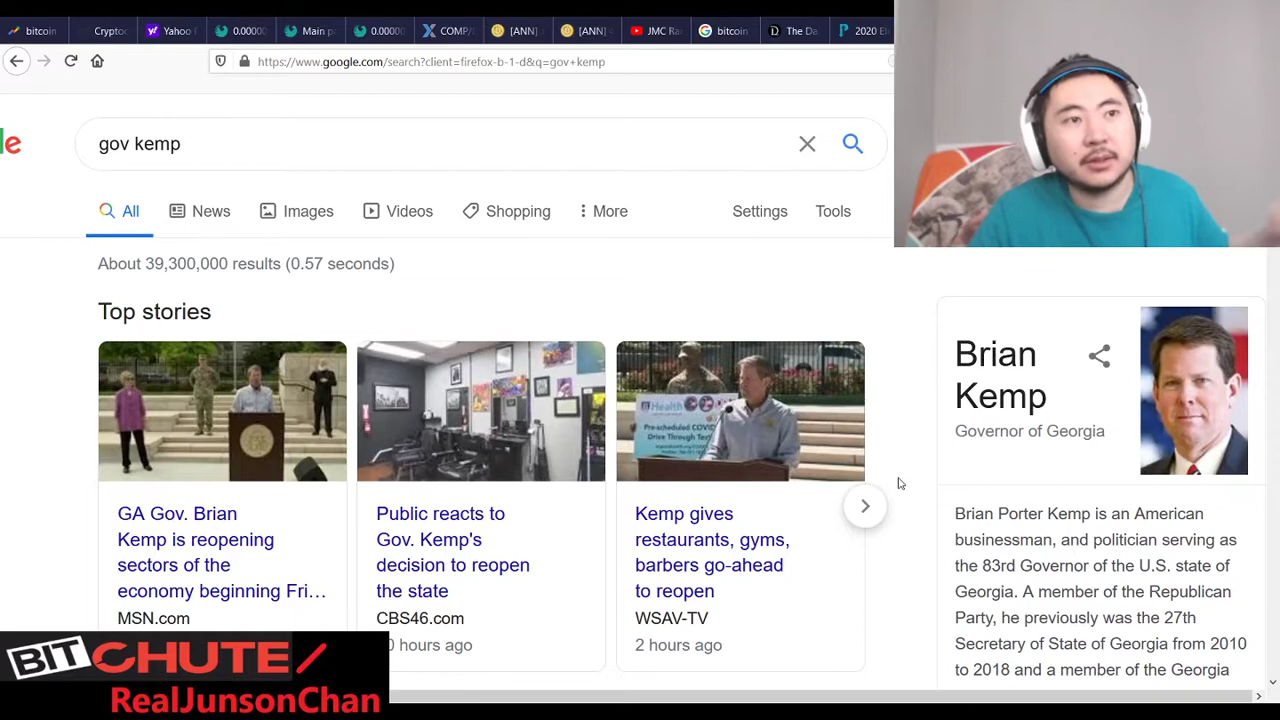 bitcoin
Cryptoc
Yahoo
0.0000
Main p
0.0000
COMP/
[ANN]
[ANN]
JMC Ra
bitcoin
The Da
2020 El
https://www.google.com/search?client=firefox-b-1-d&q=gov+kemp
e
gov kemp
All
News
Images
Videos
Shopping
More
Settings
Tools
About 39,300,000 results (0.57 seconds)
Top stories
GA Gov. Brian
Kemp is reopening
sectors of the
economy beginning Fri...
MSN.com
Public reacts to
Gov. Kemp's
decision to reopen
the state
CBS46.com
0 hours ago
Health
Kemp gives
restaurants, gyms,
barbers go-ahead
to reopen
WSAV-TV
2 hours ago
Brian
Kemp
Governor of Georgia
Brian Porter Kemp is an American
businessman, and politician serving as
the 83rd Governor of the U.S. state of
Georgia. A member of the Republican
Party, he previously was the 27th
Secretary of State of Georgia from 2010
to 2018 and a member of the Georgia
BITCHUTE
RealJunsonChan